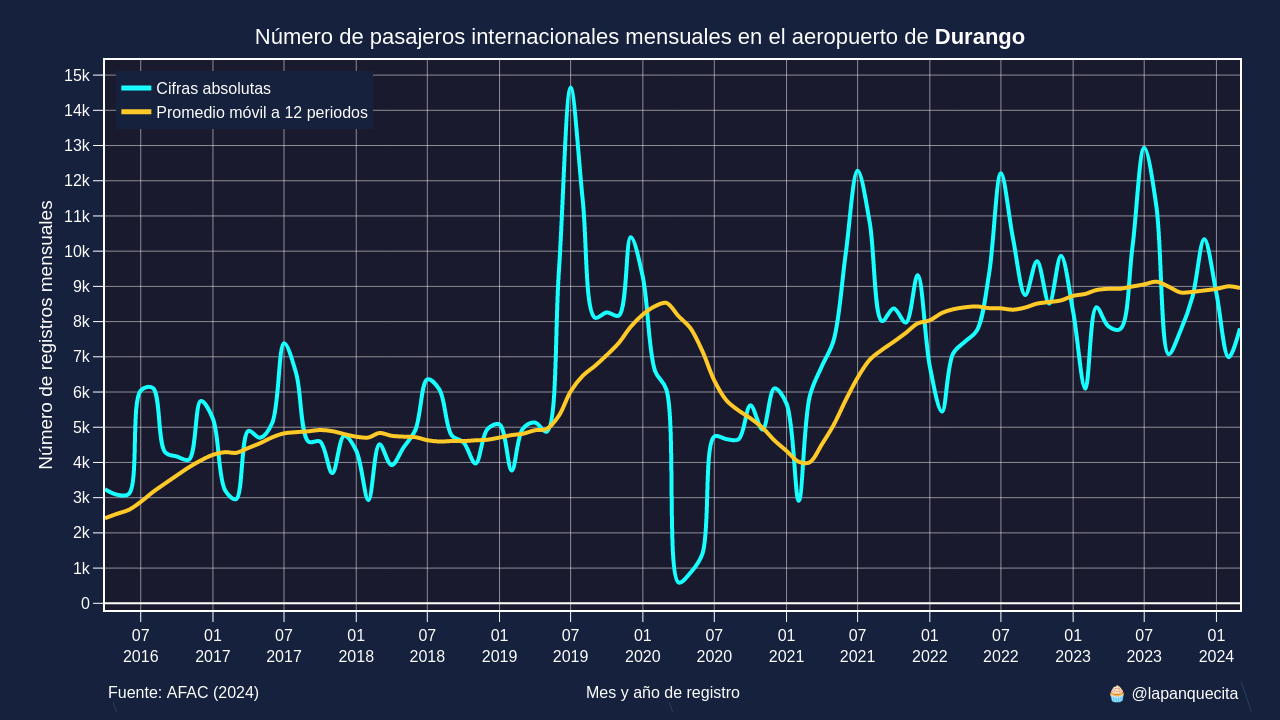 Número de pasajeros internacionales mensuales en el aeropuerto de Durango
Cifras absolutas
Promedio móvil a 12 periodos
Número de registros mensuales
15k
14k
13k
12k
11k
10k
9k
8k
7k
6k
5k
4k
3k
2k
1k
0
07 01 07 01 07 01 07 01 07 01 07 01 07 01 07 01
2016 2017 2017 2018 2018 2019 2019 2020 2020 2021 2021 2022 2022 2023 2023 2024
Fuente: AFAC (2024) Mes y año de registro 🧁 @lapanquecita